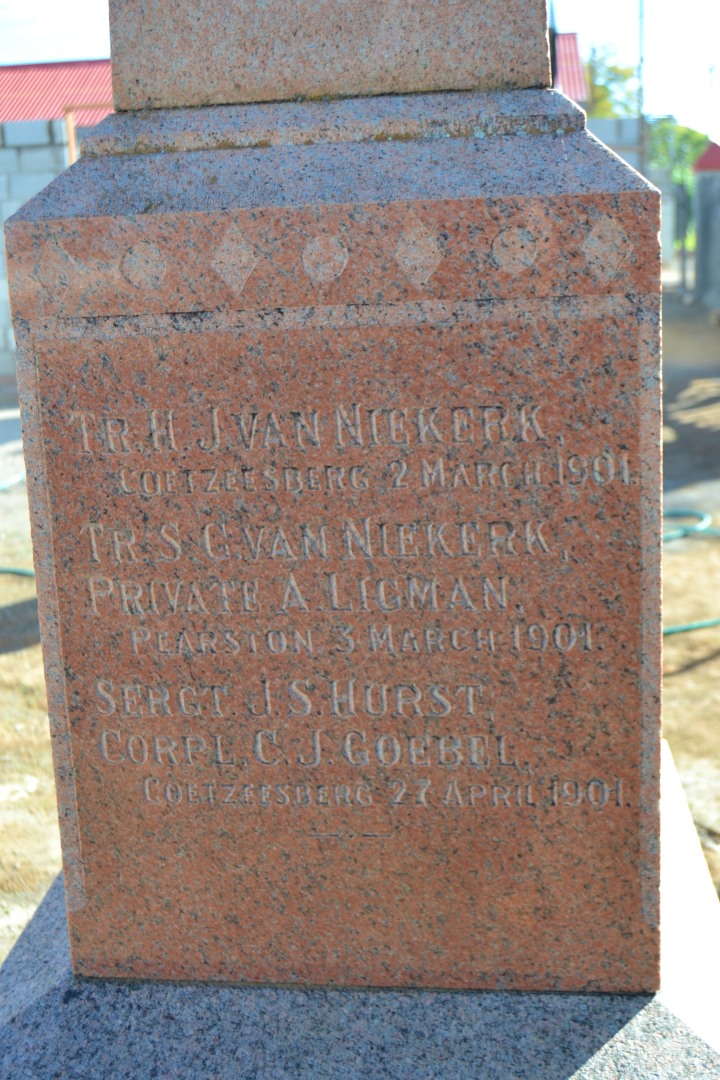 TR. H. J. VAN NIEKERK,
COETZEESBERG 2 MARCH 1901.
TR. S. C. VAN NIEKERK,
PRIVATE A. LIGMAN,
PEARSTON, 3 MARCH 1901.
SERGT. J. S. HURST,
CORPL. C. J. GOEBEL,
COETZEESBERG 27 APRIL 1901.